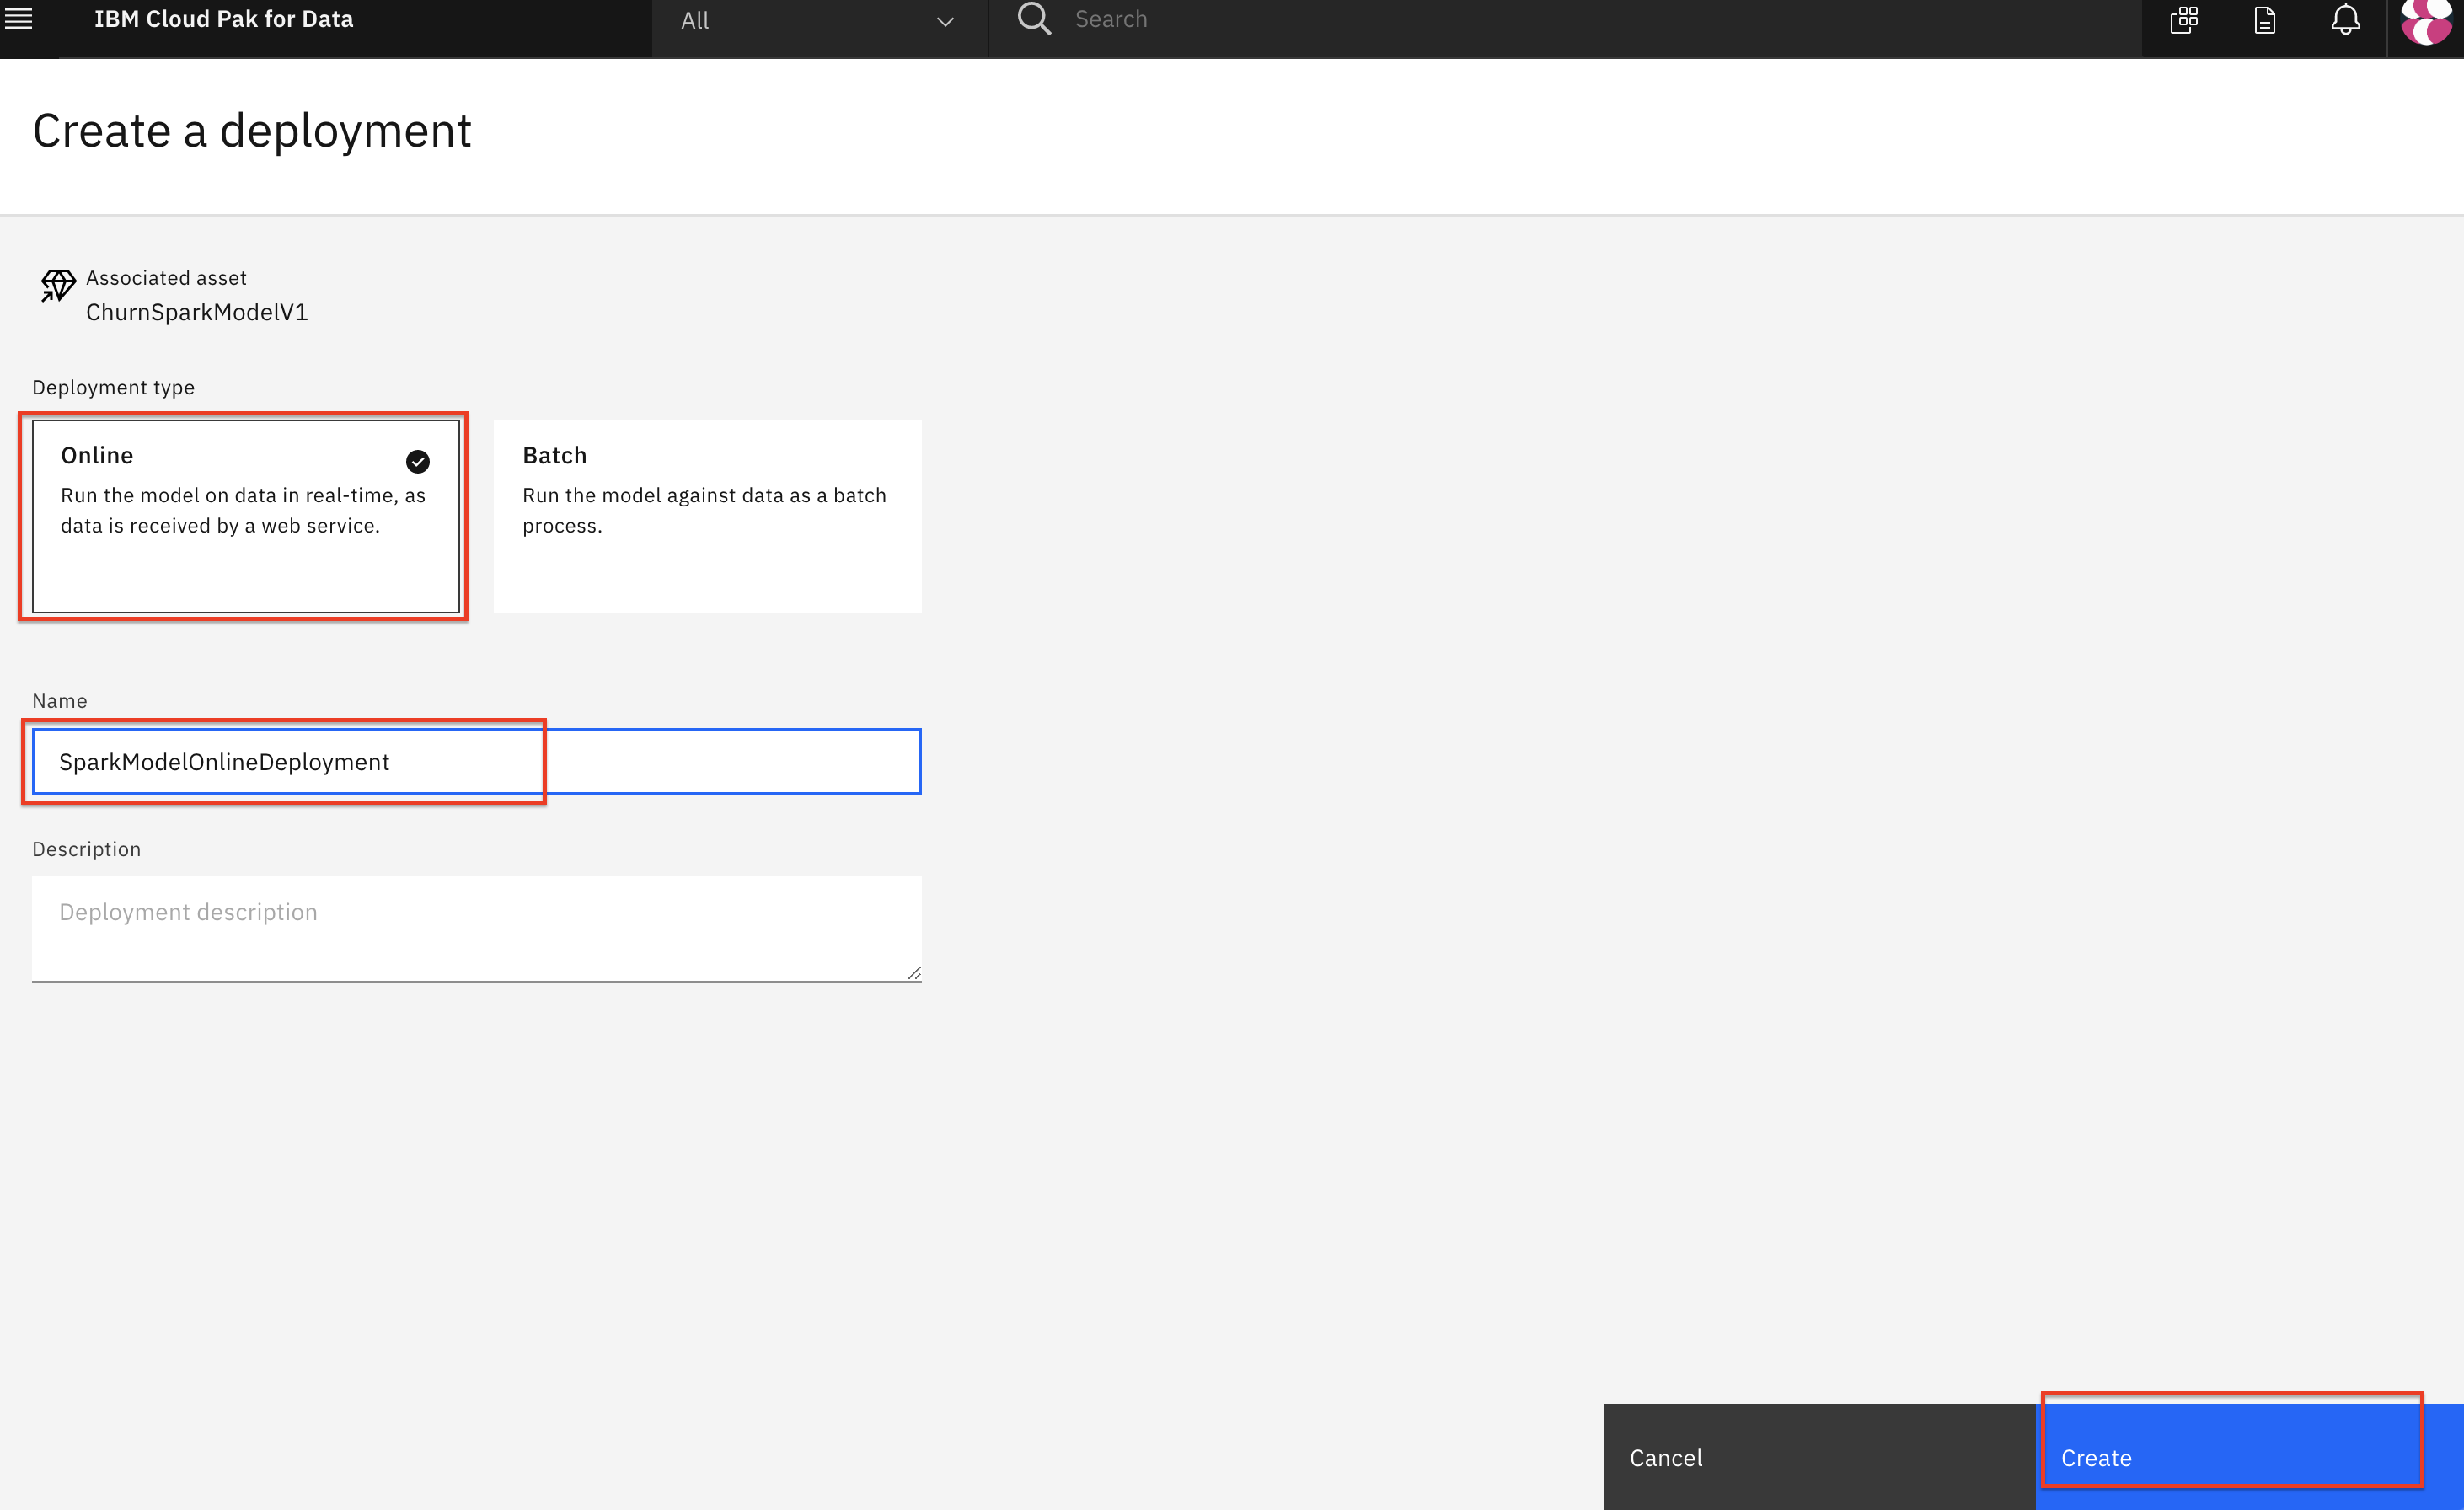 IBM Cloud Pak for Data
All
Search
Create a deployment
Associated asset
ChurnSparkModelV1
Deployment type
Online
Run the model on data in real-time, as
data is received by a web service.
Batch
Run the model against data as a batch
process.
Name
SparkModelOnlineDeployment
Description
Deployment description
Cancel
Create